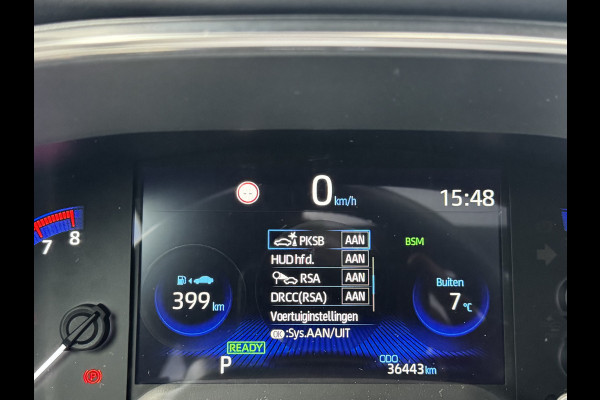 0 km/h
15:48
PKSB AAN
BSM
HUD hfd. AAN
RSA AAN
DRCC(RSA) AAN
Voertuiginstellingen
OK :Sys.AAN/UIT
399 km
Buiten
7 °C
7 8
READY
P
ODO
36443 km